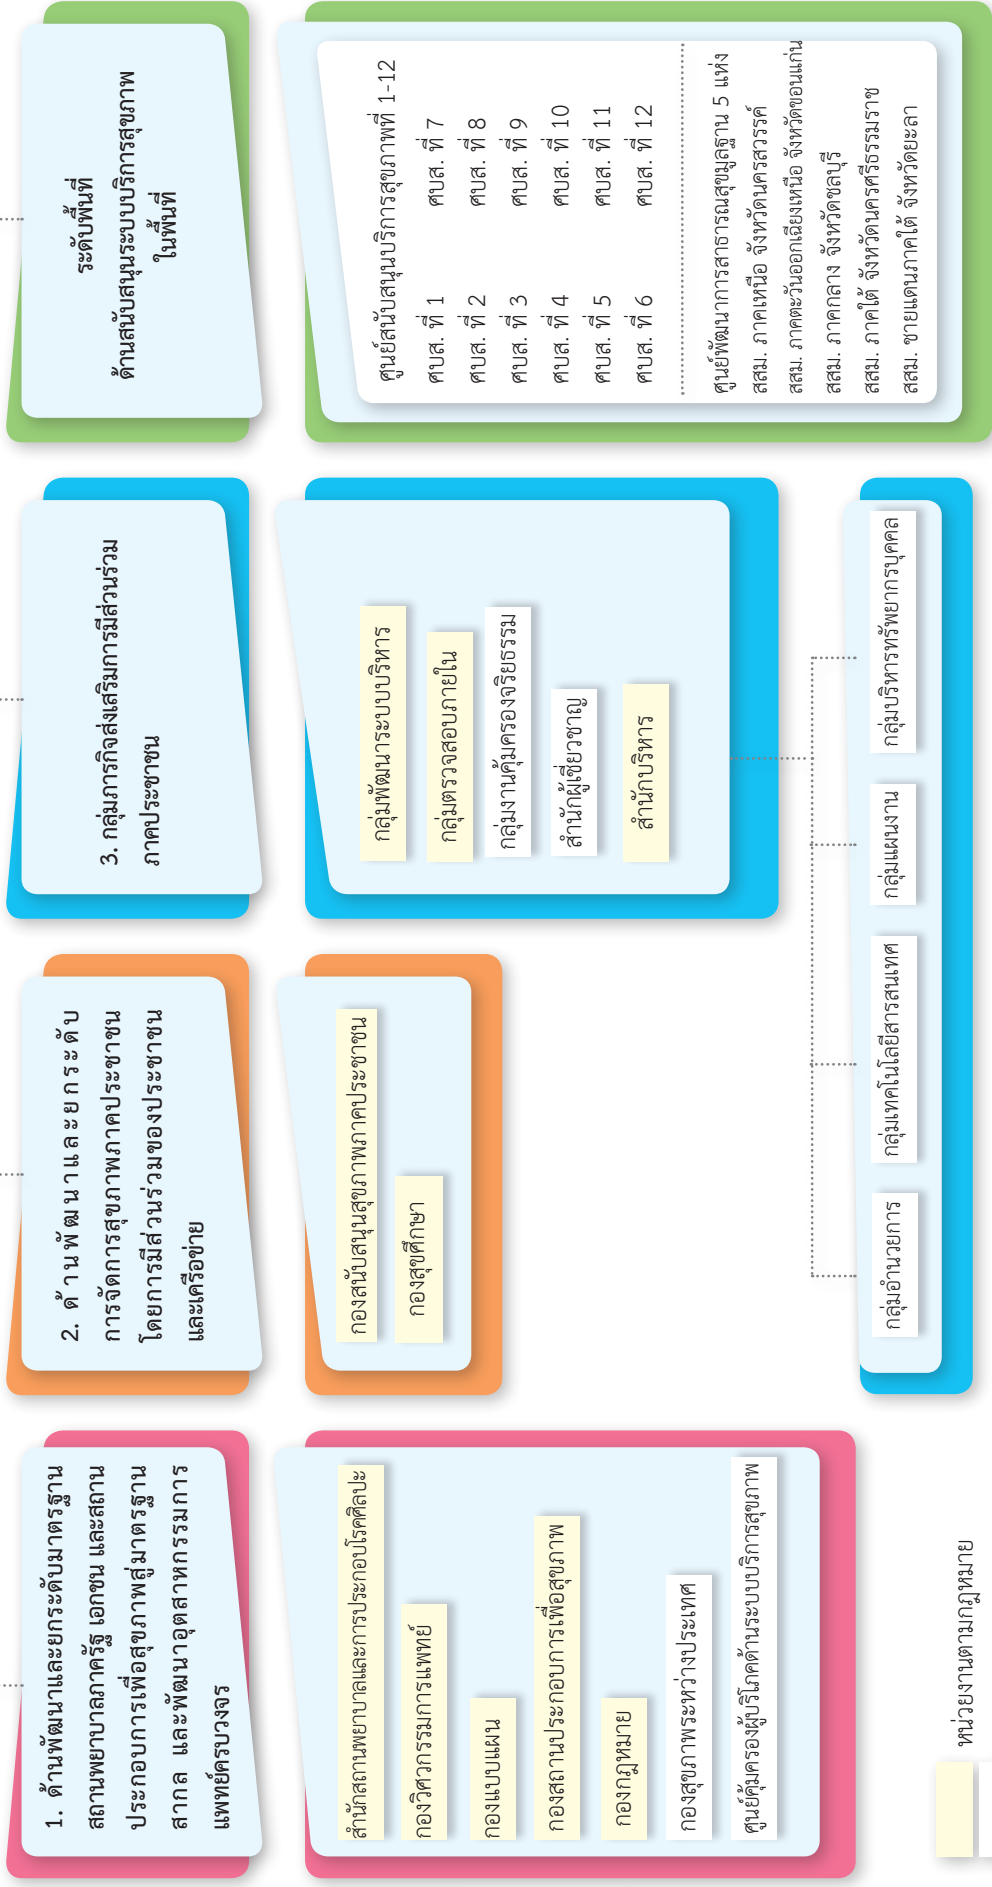 1. ด้านพัฒนาและยกระดับมาตรฐาน
สถานพยาบาลภาครัฐ เอกชน และสถาน
ประกอบการเพื่อสุขภาพสู่มาตรฐาน
สากล และพัฒนาอุตสาหกรรมการ
แพทย์ครบวงจร
สำนักสถานพยาบาลและการประกอบโรคศิลปะ
กองวิศวกรรมการแพทย์
กองแบบแผน
กองสถานประกอบการเพื่อสุขภาพ
กองกฎหมาย
กองสุขภาพระหว่างประเทศ
ศูนย์คุ้มครองผู้บริโภคด้านระบบบริการสุขภาพ
2. ด้านพัฒนาและยกระดับ
การจัดการสุขภาพภาคประชาชน
โดยการมีส่วนร่วมของประชาชน
และเครือข่าย
กองสนับสนุนสุขภาพภาคประชาชน
กองสุขศึกษา
3. กลุ่มภารกิจส่งเสริมการมีส่วนร่วม
ภาคประชาชน
กลุ่มพัฒนาระบบบริหาร
กลุ่มตรวจสอบภายใน
กลุ่มงานคุ้มครองจริยธรรม
สำนักผู้เชี่ยวชาญ
สำนักบริหาร
กลุ่มอำนวยการ
กลุ่มเทคโนโลยีสารสนเทศ
กลุ่มแผนงาน
กลุ่มบริหารทรัพยากรบุคคล
ระดับพื้นที่
ด้านสนับสนุนระบบบริการสุขภาพ
ในพื้นที่
ศูนย์สนับสนุนบริการสุขภาพที่ 1-12
ศบส. ที่ 1 ศบส. ที่ 7
ศบส. ที่ 2 ศบส. ที่ 8
ศบส. ที่ 3 ศบส. ที่ 9
ศบส. ที่ 4 ศบส. ที่ 10
ศบส. ที่ 5 ศบส. ที่ 11
ศบส. ที่ 6 ศบส. ที่ 12
ศูนย์พัฒนาการสาธารณสุขมูลฐาน 5 แห่ง
สสม. ภาคเหนือ จังหวัดนครสวรรค์
สสม. ภาคตะวันออกเฉียงเหนือ จังหวัดขอนแก่น
สสม. ภาคกลาง จังหวัดชลบุรี
สสม. ภาคใต้ จังหวัดนครศรีธรรมราช
สสม. ชายแดนภาคใต้ จังหวัดยะลา
หน่วยงานตามกฎหมาย